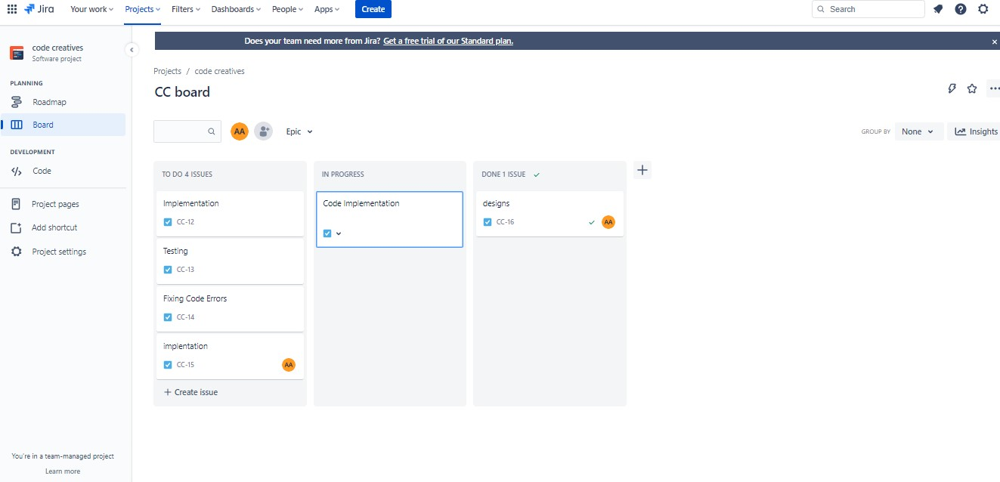 Jira Your work Projects Filters Dashboards People Apps Create Search
Does your team need more from Jira? Get a free trial of our Standard plan.
code creatives
Software project
PLANNING
Roadmap
Board
DEVELOPMENT
Code
Project pages
Add shortcut
Project settings
You're in a team-managed project
Learn more
Projects / code creatives
CC board
AA Epic GROUP BY None Insights
TO DO 4 ISSUES
Implementation
CC-12
Testing
CC-13
Fixing Code Errors
CC-14
implentation
CC-15 AA
+ Create issue
IN PROGRESS
Code Implementation
DONE 1 ISSUE
designs
CC-16 AA